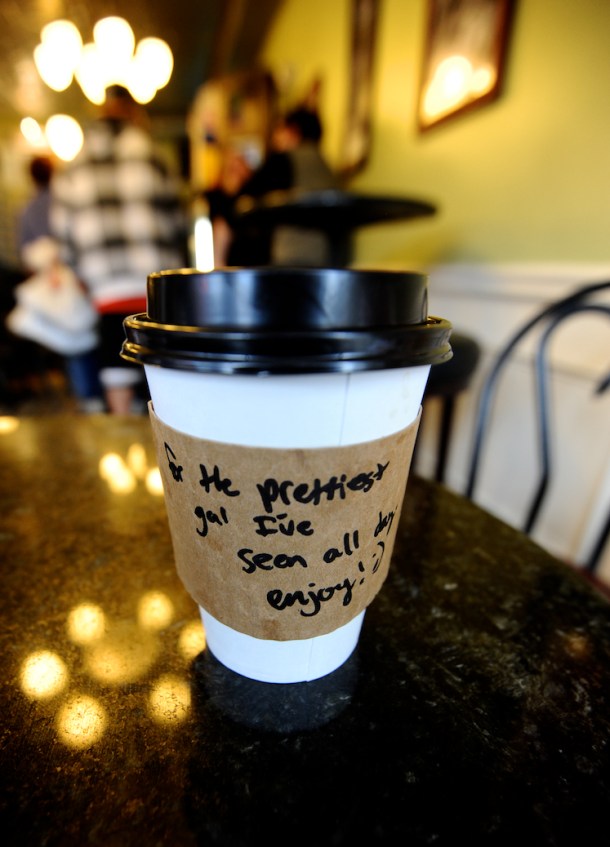 for the prettiest
gal I've
seen all day
enjoy! :)